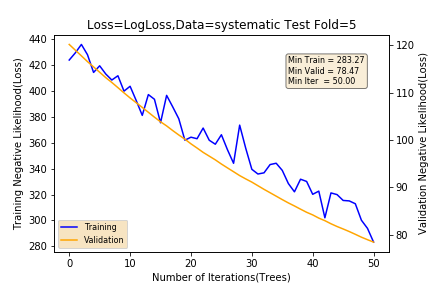 Loss=LogLoss,Data=systematic Test Fold=5
440
420
400
380
360
340
320
300
280
Training Negative Likelihood(Loss)
Min Train = 283.27
Min Valid = 78.47
Min Iter  = 50.00
Training
Validation
120
110
100
90
80
Validation Negative Likelihood(Loss)
0 10 20 30 40 50
Number of Iterations(Trees)